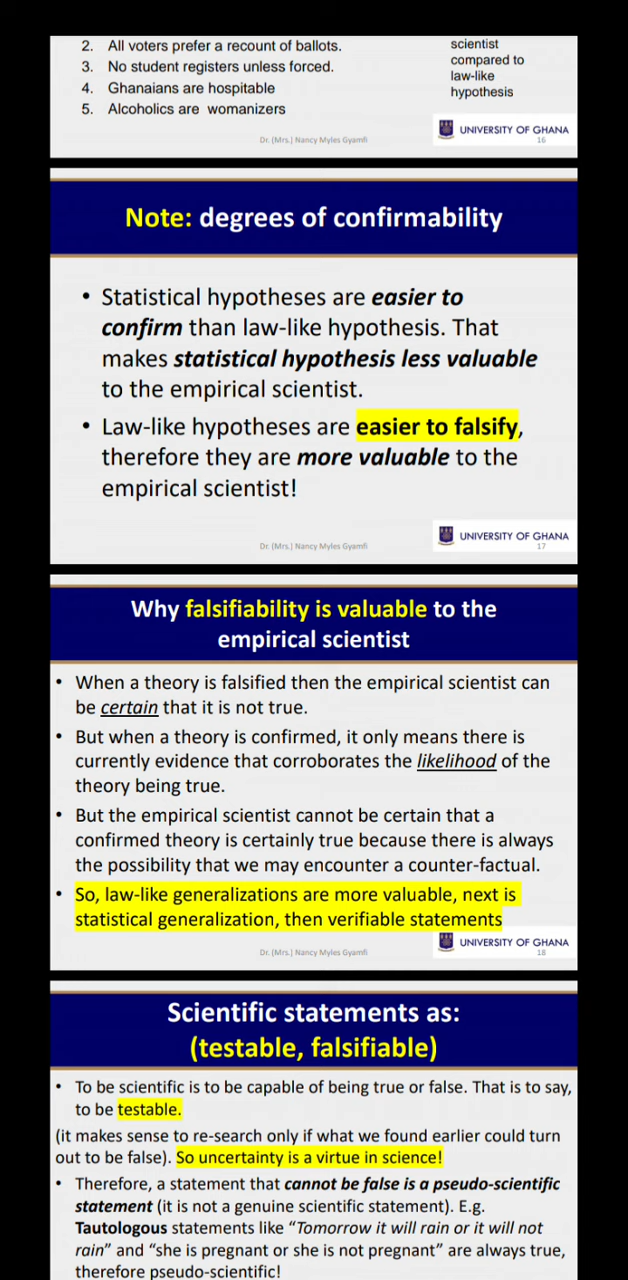 2. All voters prefer a recount of ballots.
3. No student registers unless forced.
4. Ghanaians are hospitable
5. Alcoholics are womanizers
scientist
compared to
law-like
hypothesis
Dr. (Mrs.) Nancy Myles Gyamfi
UNIVERSITY OF GHANA
16
Note: degrees of confirmability
• Statistical hypotheses are easier to
confirm than law-like hypothesis. That
makes statistical hypothesis less valuable
to the empirical scientist.
• Law-like hypotheses are easier to falsify,
therefore they are more valuable to the
empirical scientist!
Dr. (Mrs.) Nancy Myles Gyamfi
UNIVERSITY OF GHANA
17
Why falsifiability is valuable to the
empirical scientist
• When a theory is falsified then the empirical scientist can
be certain that it is not true.
• But when a theory is confirmed, it only means there is
currently evidence that corroborates the likelihood of the
theory being true.
• But the empirical scientist cannot be certain that a
confirmed theory is certainly true because there is always
the possibility that we may encounter a counter-factual.
• So, law-like generalizations are more valuable, next is
statistical generalization, then verifiable statements
Dr. (Mrs.) Nancy Myles Gyamfi
UNIVERSITY OF GHANA
18
Scientific statements as:
(testable, falsifiable)
• To be scientific is to be capable of being true or false. That is to say,
to be testable.
(it makes sense to re-search only if what we found earlier could turn
out to be false). So uncertainty is a virtue in science!
• Therefore, a statement that cannot be false is a pseudo-scientific
statement (it is not a genuine scientific statement). E.g.
Tautologous statements like “Tomorrow it will rain or it will not
rain” and “she is pregnant or she is not pregnant” are always true,
therefore pseudo-scientific!